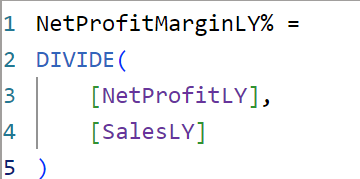 1 NetProfitMarginLY% =
2 DIVIDE(
3 [NetProfitLY],
4 [SalesLY]
5 )